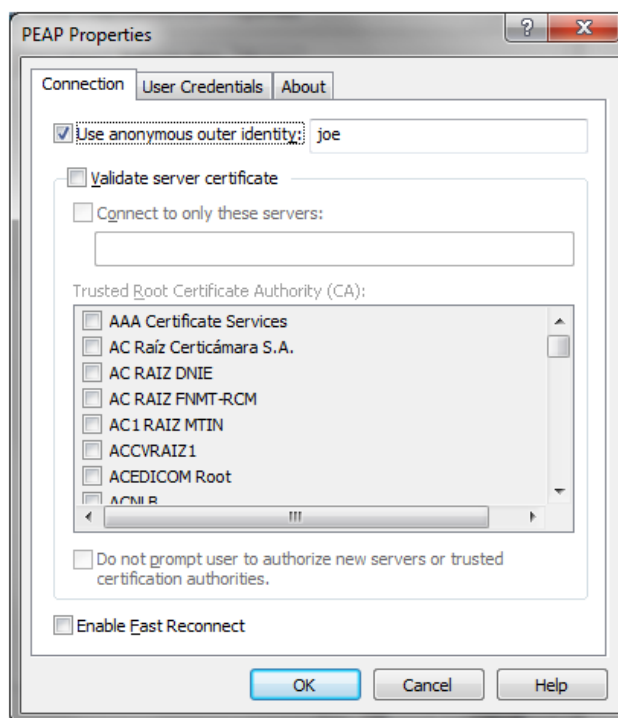 PEAP Properties
Connection
User Credentials
About
Use anonymous outer identity:
joe
Validate server certificate
Connect to only these servers:
Trusted Root Certificate Authority (CA):
AAA Certificate Services
AC Raíz Certicámara S.A.
AC RAIZ DNIE
AC RAIZ FNMT-RCM
AC1 RAIZ MTIN
ACCVRAIZ1
ACEDICOM Root
ACNLB
Do not prompt user to authorize new servers or trusted
certification authorities.
Enable Fast Reconnect
OK
Cancel
Help